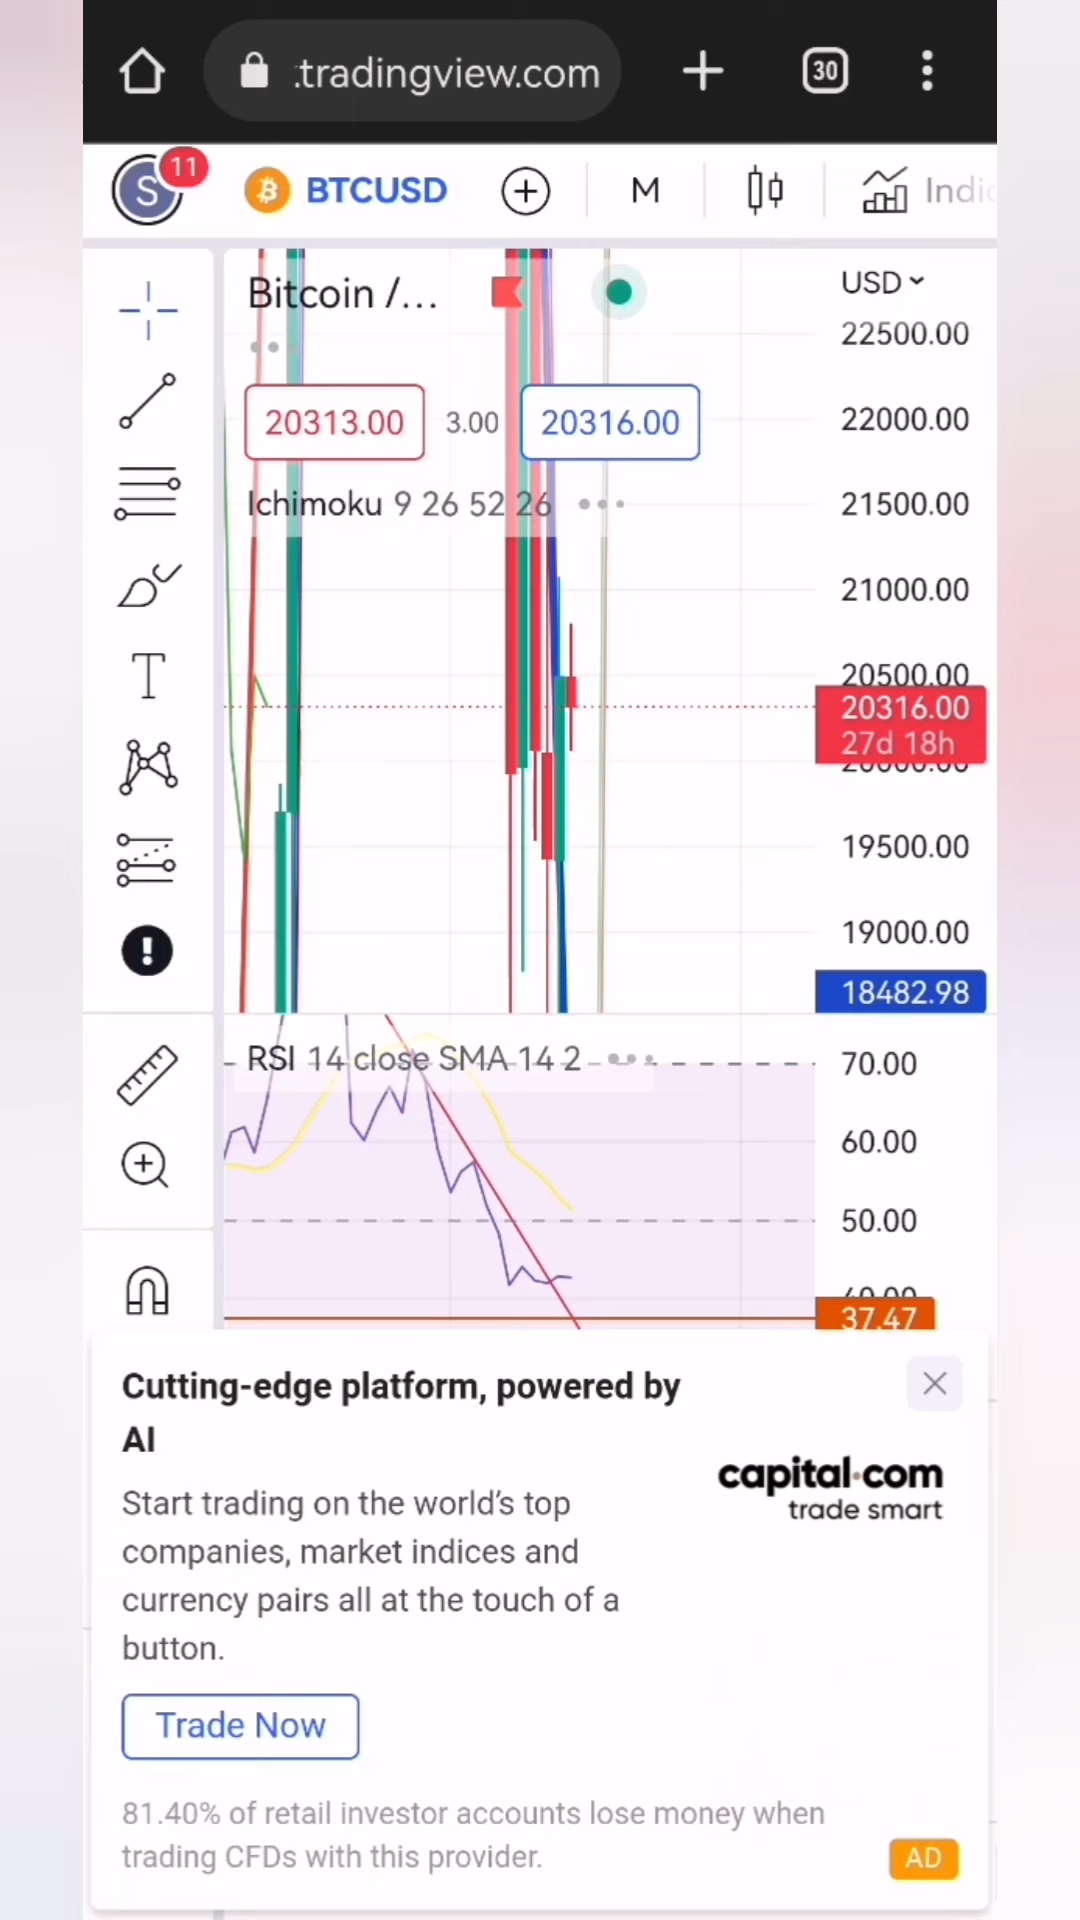 .tradingview.com
30
S
11
BTCUSD
M
Indic
Bitcoin /...
USD
22500.00
20313.00
3.00
20316.00
22000.00
Ichimoku 9 26 52 26
21500.00
21000.00
20500.00
20316.00
27d 18h
20000.00
19500.00
19000.00
18482.98
RSI 14 close SMA 14 2
70.00
60.00
50.00
40.00
37.47
Cutting-edge platform, powered by
AI
capital.com
trade smart
Start trading on the world's top
companies, market indices and
currency pairs all at the touch of a
button.
Trade Now
81.40% of retail investor accounts lose money when
trading CFDs with this provider.
AD